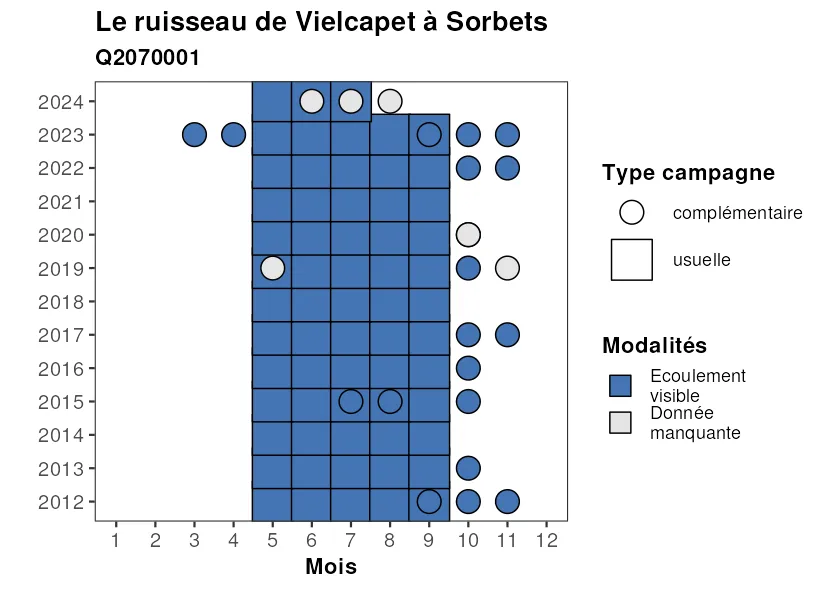 Le ruisseau de Vielcapet à Sorbets
Q2070001
2024
2023
2022
2021
2020
2019
2018
2017
2016
2015
2014
2013
2012
1 2 3 4 5 6 7 8 9 10 11 12
Mois
Type campagne
complémentaire
usuelle
Modalités
Ecoulement
visible
Donnée
manquante